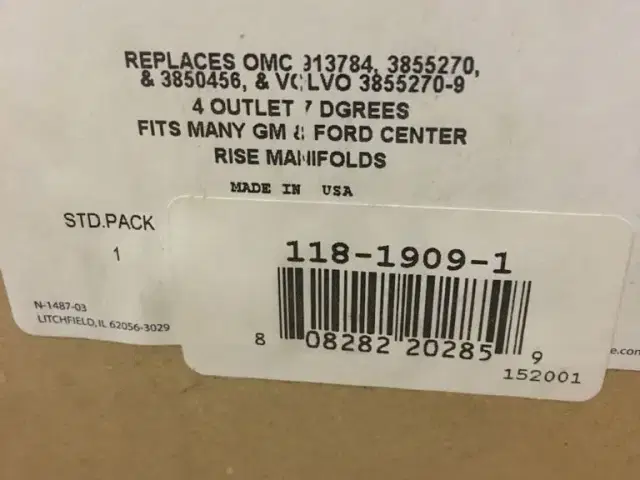 REPLACES OMC 913784, 3855270,
& 3850456, & VOLVO 3855270-9
4 OUTLET 7 DGREES
FITS MANY GM & FORD CENTER
RISE MANIFOLDS
MADE IN USA
STD.PACK
1
N-1487-03
LITCHFIELD, IL 62056-3029
118-1909-1
8 08282 20285 9
152001
e.com